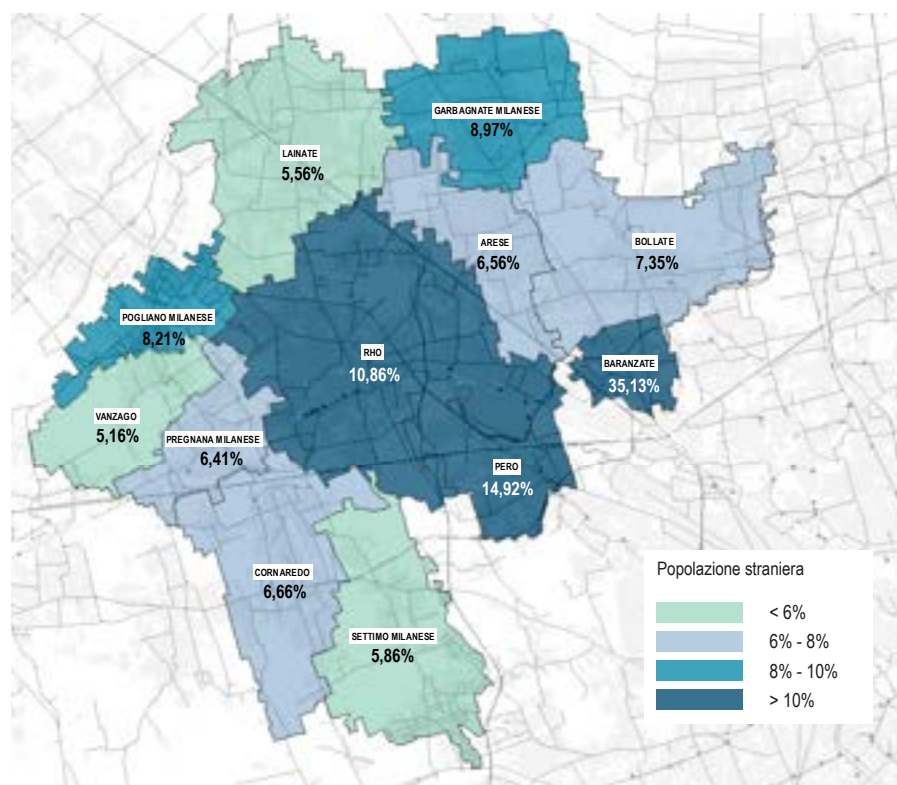 GARBAGNATE MILANESE
8,97%
LAINATE
5,56%
ARESE
6,56%
BOLLATE
7,35%
POGLIANO MILANESE
8,21%
RHO
10,86%
BARANZATE
35,13%
VANZAGO
5,16%
PREGNANA MILANESE
6,41%
PERO
14,92%
CORNAREDO
6,66%
SETTIMO MILANESE
5,86%
Popolazione straniera
< 6%
6% - 8%
8% - 10%
> 10%